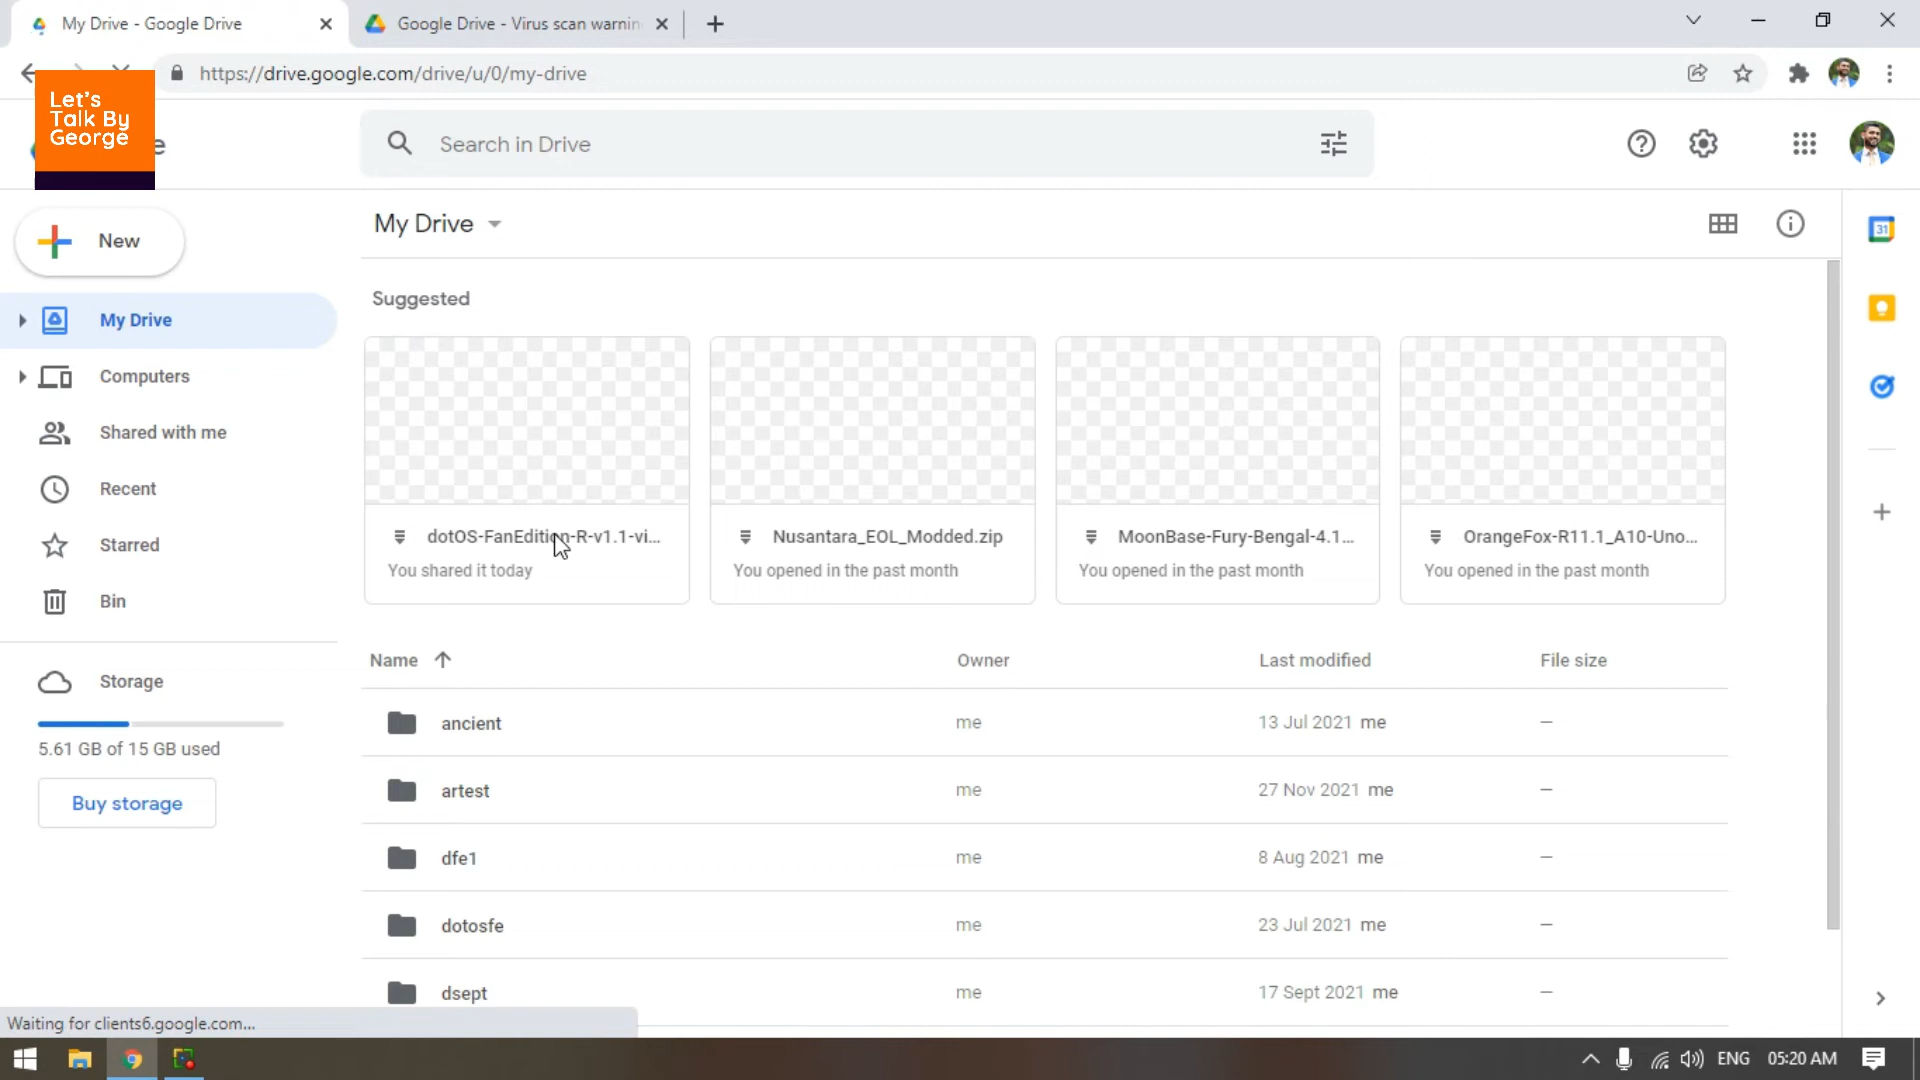 My Drive - Google Drive
Google Drive - Virus scan warnin
https://drive.google.com/drive/u/0/my-drive
Let's
Talk By
George
e
Search in Drive
New
My Drive
31
Suggested
My Drive
Computers
Shared with me
Recent
Starred
Bin
Storage
5.61 GB of 15 GB used
Buy storage
dotOS-FanEdition-R-v1.1-vi...
You shared it today
Nusantara_EOL_Modded.zip
You opened in the past month
MoonBase-Fury-Bengal-4.1...
You opened in the past month
OrangeFox-R11.1_A10-Uno...
You opened in the past month
Name Owner Last modified File size
ancient me 13 Jul 2021 me –
artest me 27 Nov 2021 me –
dfe1 me 8 Aug 2021 me –
dotosfe me 23 Jul 2021 me –
dsept me 17 Sept 2021 me –
Waiting for clients6.google.com...
ENG 05:20 AM